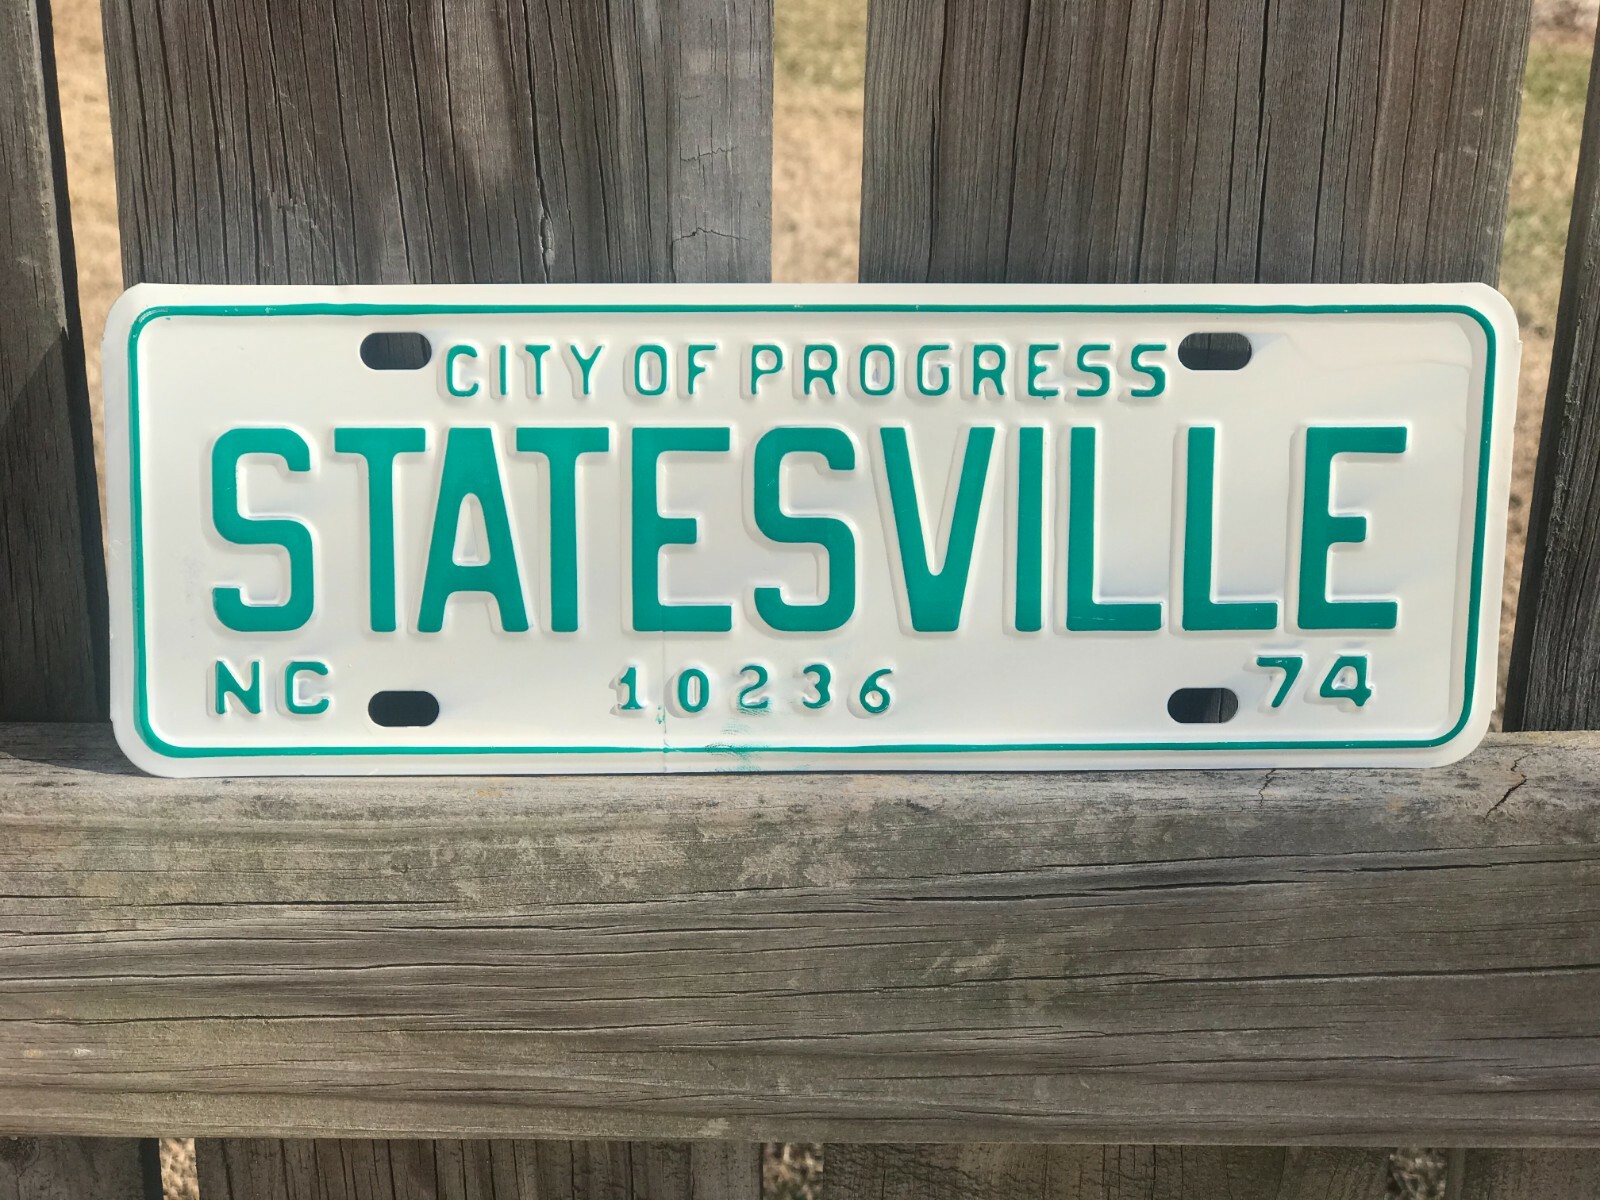 CITY OF PROGRESS
STATESVILLE
NC 10236 74